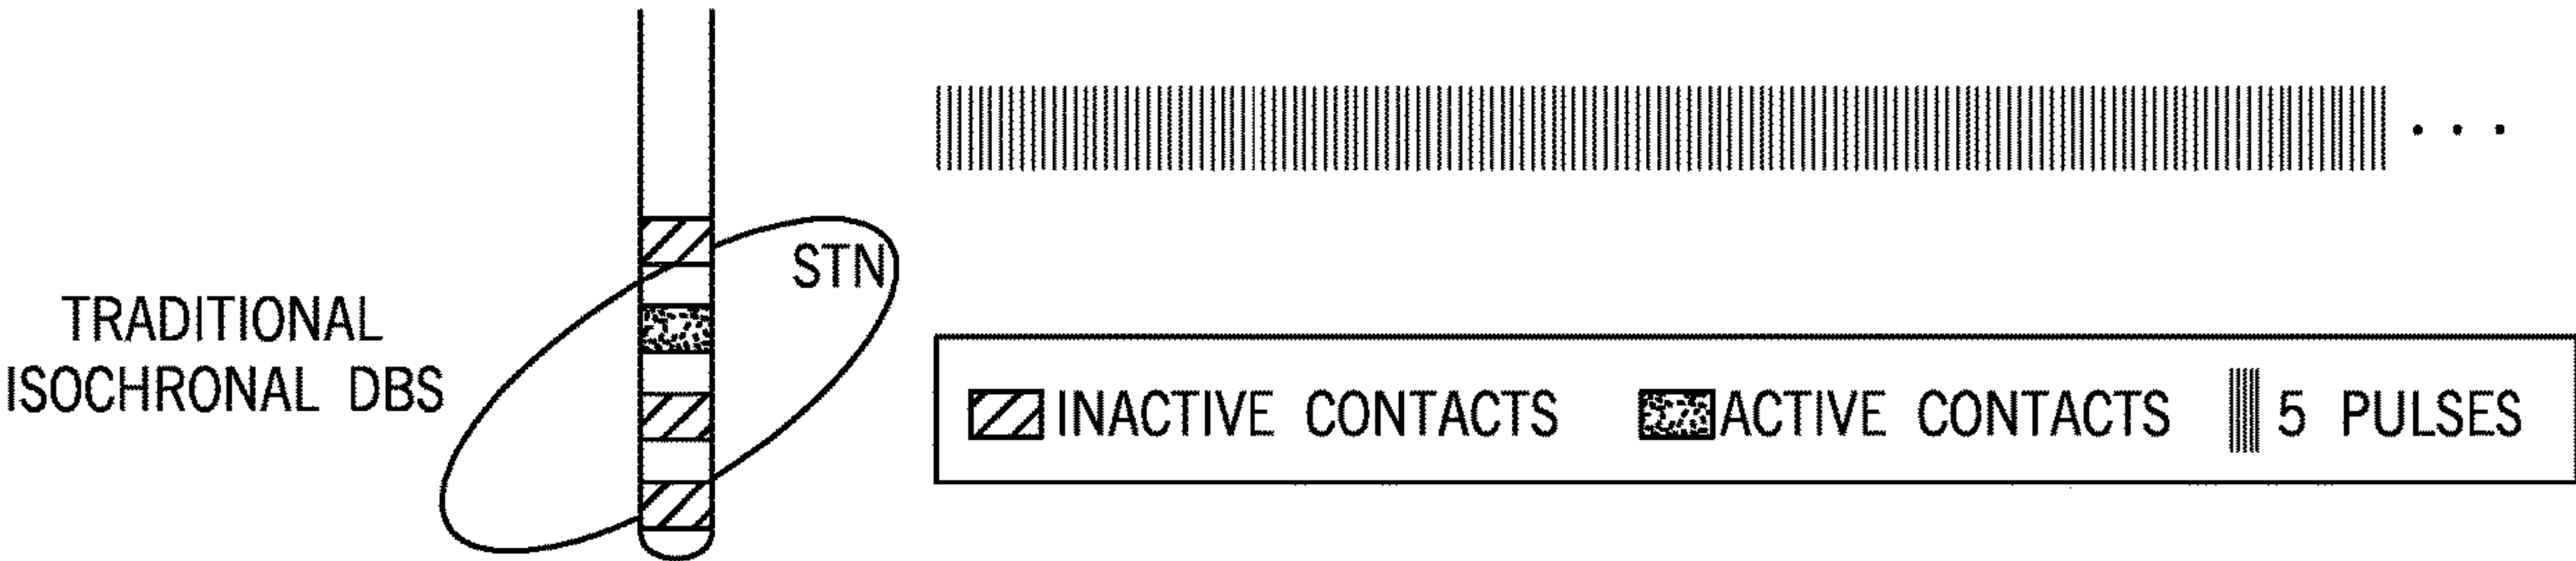 STN
TRADITIONAL
ISOCHRONAL DBS
INACTIVE CONTACTS
ACTIVE CONTACTS
5 PULSES